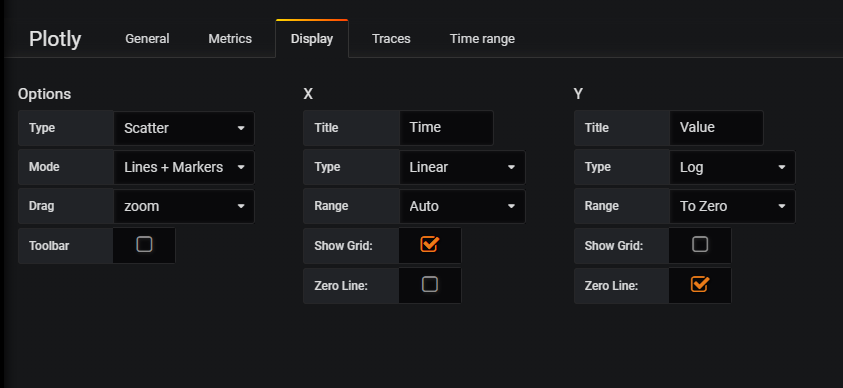 Plotly General Metrics Display Traces Time range
Options
Type Scatter
Mode Lines + Markers
Drag zoom
Toolbar
X
Title Time
Type Linear
Range Auto
Show Grid:
Zero Line:
Y
Title Value
Type Log
Range To Zero
Show Grid:
Zero Line: